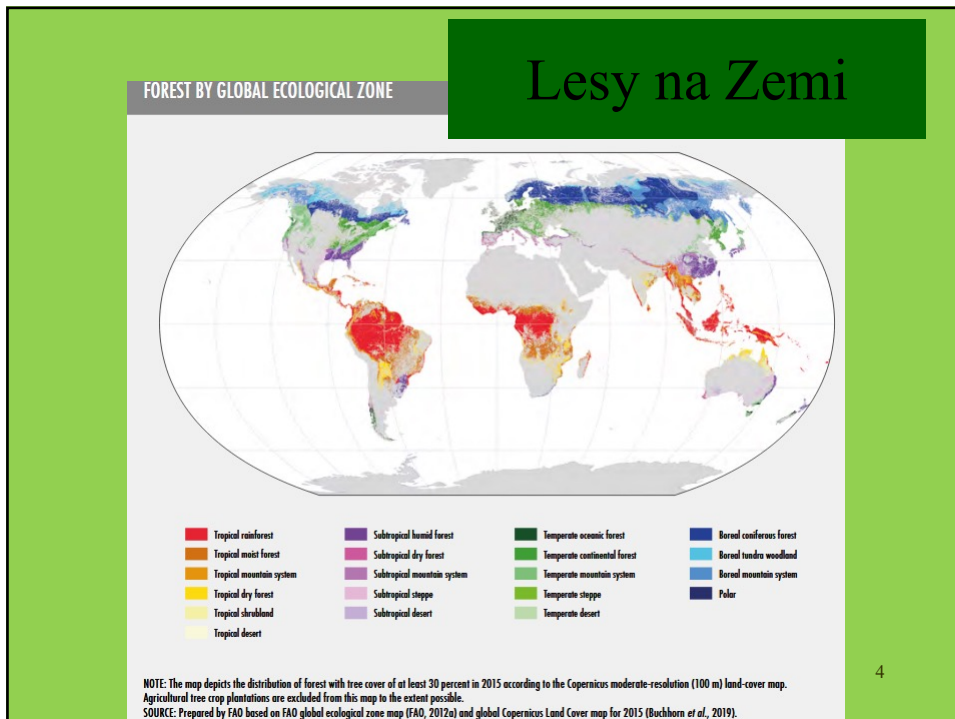 Lesy na Zemi
FOREST BY GLOBAL ECOLOGICAL ZONE
Tropical rainforest
Tropical moist forest
Tropical mountain system
Tropical dry forest
Tropical shrubland
Tropical desert
Subtropical humid forest
Subtropical dry forest
Subtropical mountain system
Subtropical steppe
Subtropical desert
Temperate oceanic forest
Temperate continental forest
Temperate mountain system
Temperate steppe
Temperate desert
Boreal coniferous forest
Boreal tundra woodland
Boreal mountain system
Polar
NOTE: The map depicts the distribution of forest with tree cover of at least 30 percent in 2015 according to the Copernicus moderate-resolution (100 m) land-cover map.
Agricultural tree crop plantations are excluded from this map to the extent possible.
SOURCE: Prepared by FAO based on FAO global ecological zone map (FAO, 2012a) and global Copernicus Land Cover map for 2015 (Buchhorn et al., 2019).
4